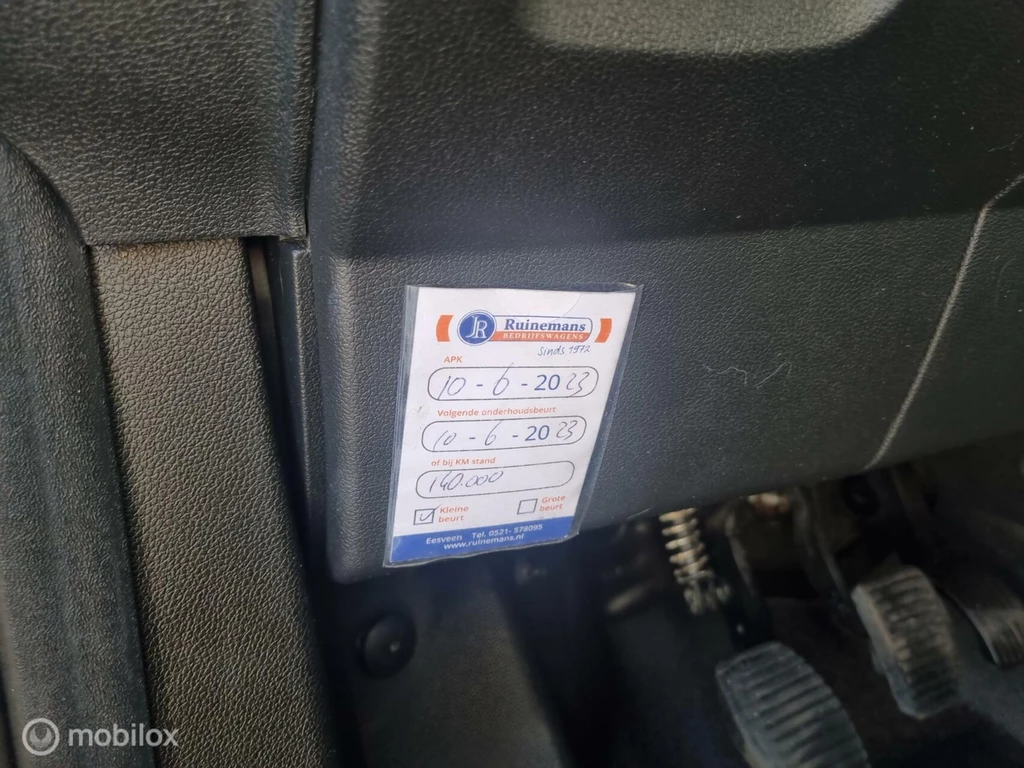 JR Ruinemans
BEDRIJFSWAGENS
Sinds 1972
APK
10 - 6 - 2023
Volgende onderhoudsbeurt
10 - 6 - 2023
of bij KM stand
140.000
Kleine beurt
Grote beurt
Eesveen Tel. 0521- 578095
www.ruinemans.nl
mobilox